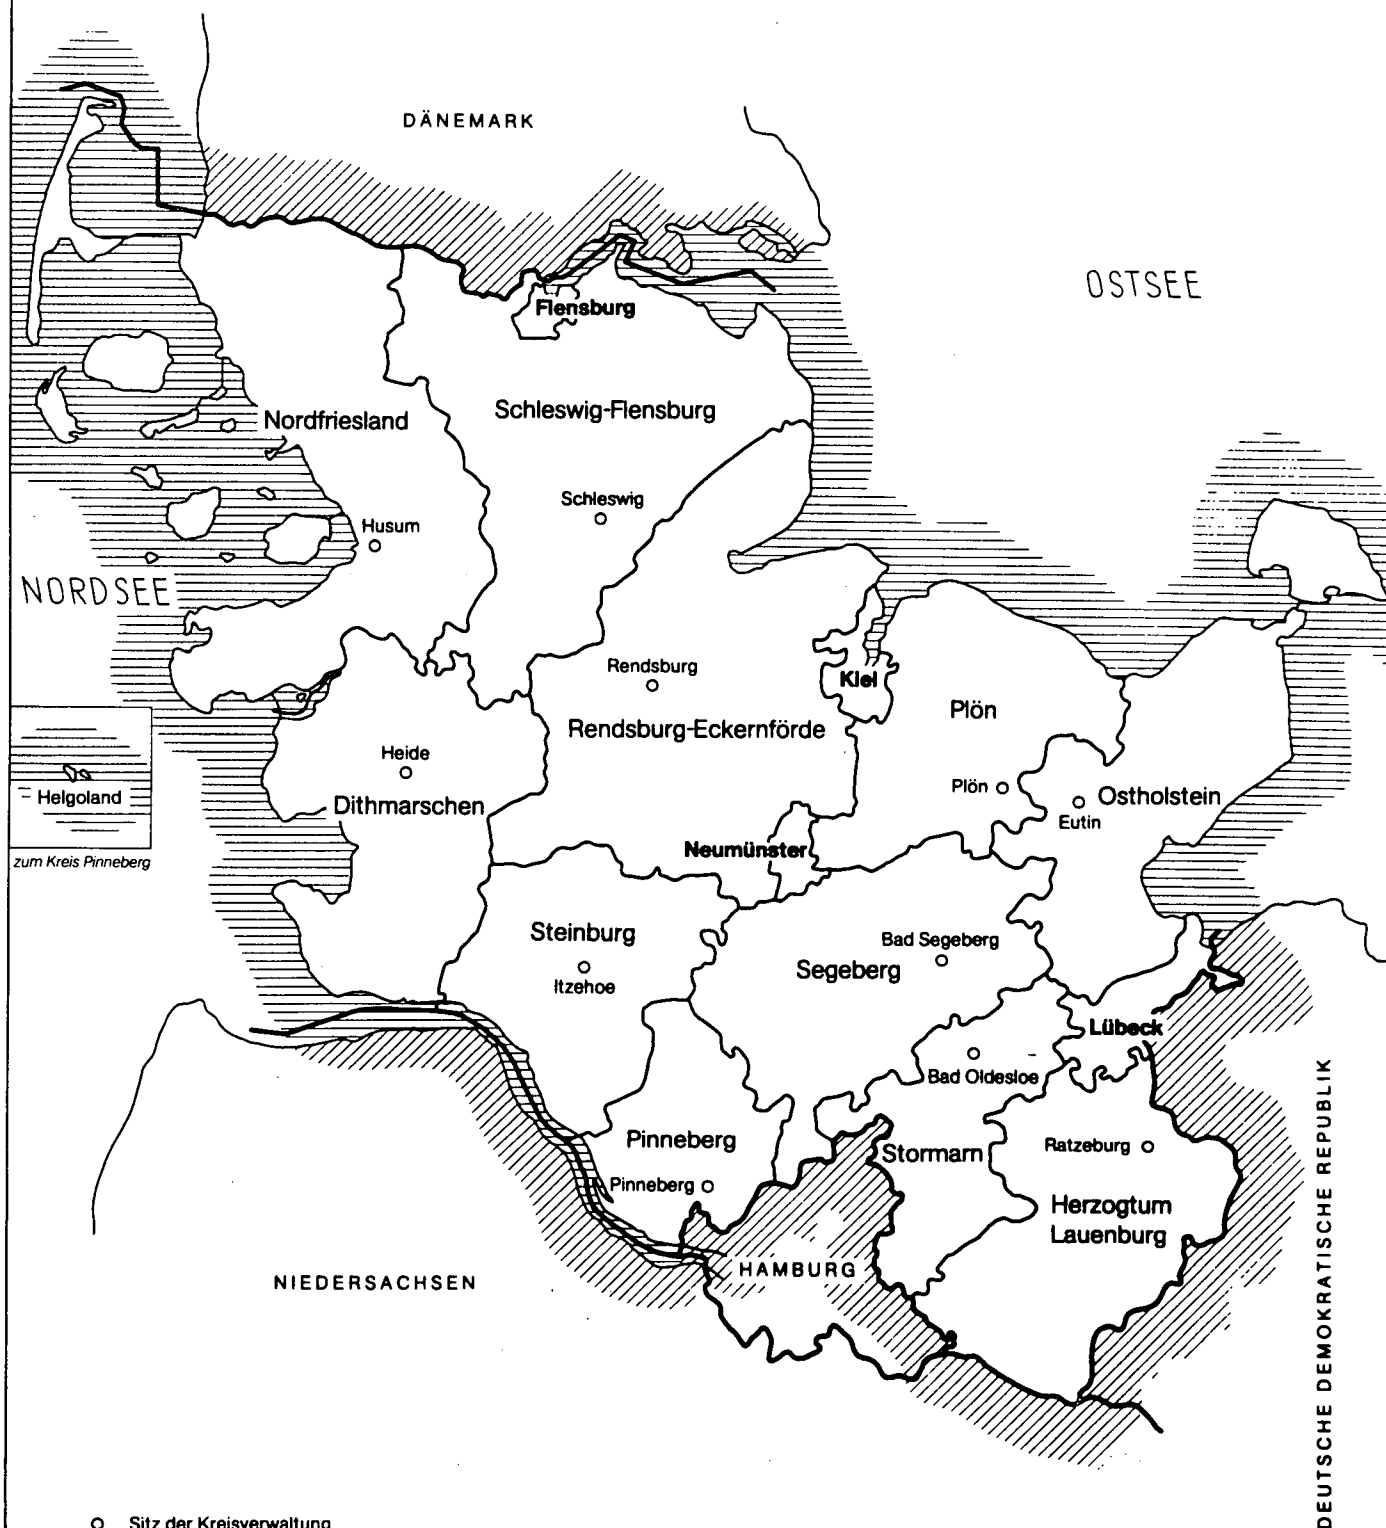 DÄNEMARK
OSTSEE
Flensburg
Nordfriesland
Schleswig-Flensburg
Schleswig
Husum
NORDSEE
Rendsburg
Kiel
Rendsburg-Eckernförde
Plön
Heide
Dithmarschen
Plön
Ostholstein
Eutin
Helgoland
zum Kreis Pinneberg
Neumünster
Steinburg
Itzehoe
Bad Segeberg
Segeberg
Lübeck
Bad Oldesloe
Pinneberg
Stormarn
Ratzeburg
Pinneberg
Herzogtum
Lauenburg
HAMBURG
NIEDERSACHSEN
DEUTSCHE DEMOKRATISCHE REPUBLIK
Sitz der Kreisverwaltung